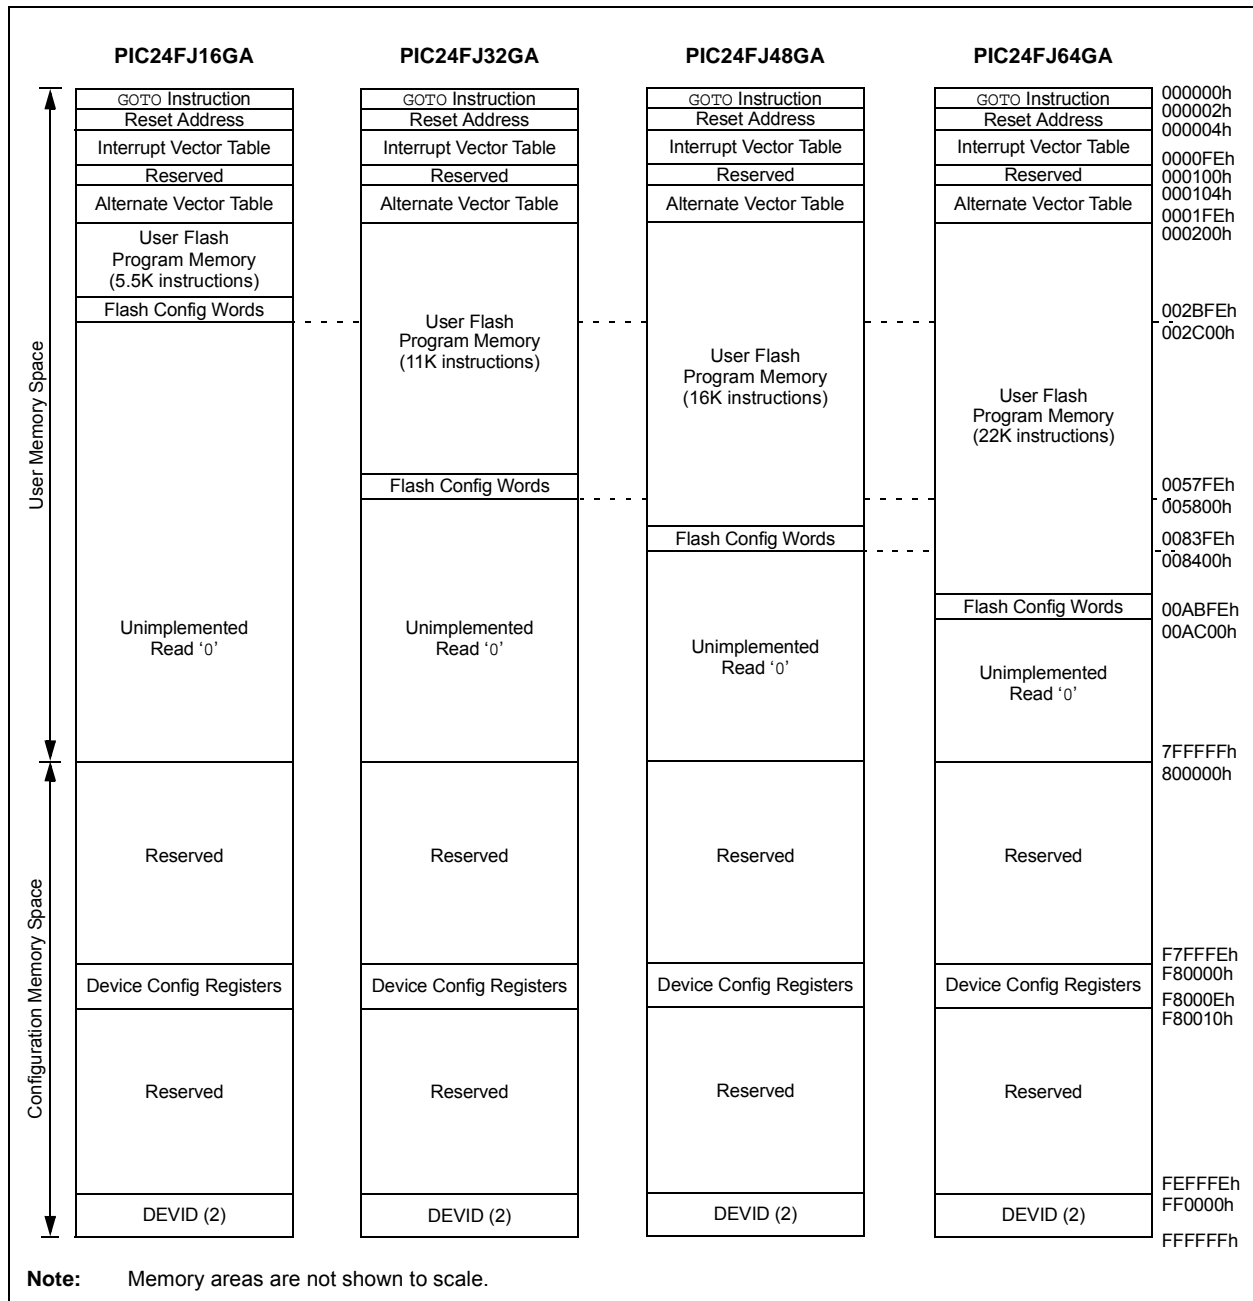 PIC24FJ16GA
PIC24FJ32GA
PIC24FJ48GA
PIC24FJ64GA
User Memory Space
Configuration Memory Space
GOTO Instruction
Reset Address
Interrupt Vector Table
Reserved
Alternate Vector Table
User Flash
Program Memory
(5.5K instructions)
Flash Config Words
Unimplemented
Read ‘0’
Reserved
Device Config Registers
Reserved
DEVID (2)
GOTO Instruction
Reset Address
Interrupt Vector Table
Reserved
Alternate Vector Table
User Flash
Program Memory
(11K instructions)
Flash Config Words
Unimplemented
Read ‘0’
Reserved
Device Config Registers
Reserved
DEVID (2)
GOTO Instruction
Reset Address
Interrupt Vector Table
Reserved
Alternate Vector Table
User Flash
Program Memory
(16K instructions)
Flash Config Words
Unimplemented
Read ‘0’
Reserved
Device Config Registers
Reserved
DEVID (2)
GOTO Instruction
Reset Address
Interrupt Vector Table
Reserved
Alternate Vector Table
User Flash
Program Memory
(22K instructions)
Flash Config Words
Unimplemented
Read ‘0’
Reserved
Device Config Registers
Reserved
DEVID (2)
000000h
000002h
000004h
0000FEh
000100h
000104h
0001FEh
000200h
002BFEh
002C00h
0057FEh
005800h
0083FEh
008400h
00ABFEh
00AC00h
7FFFFFh
800000h
F7FFFEh
F80000h
F8000Eh
F80010h
FEFFFEh
FF0000h
FFFFFFh
Note: Memory areas are not shown to scale.